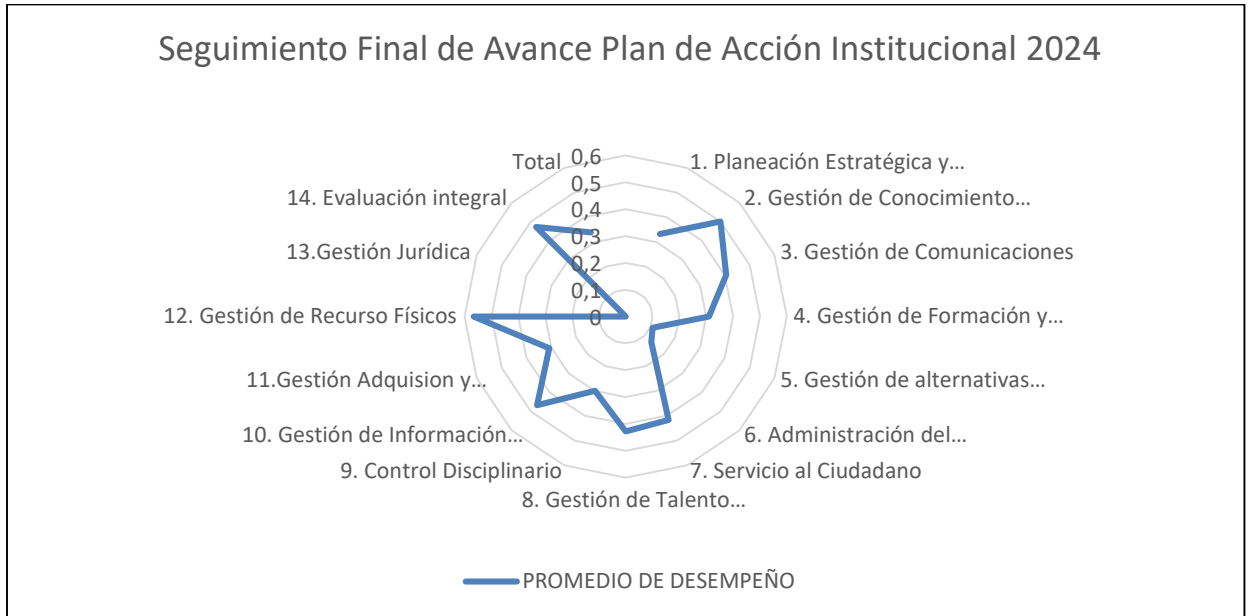 Seguimiento Final de Avance Plan de Acción Institucional 2024
Total
0,6
0,5
0,4
0,3
0,2
0,1
0
1. Planeación Estratégica y...
2. Gestión de Conocimiento...
3. Gestión de Comunicaciones
4. Gestión de Formación y...
5. Gestión de alternativas...
6. Administración del...
7. Servicio al Ciudadano
8. Gestión de Talento...
9. Control Disciplinario
10. Gestión de Información...
11.Gestión Adquision y...
12. Gestión de Recurso Físicos
13.Gestión Jurídica
14. Evaluación integral
PROMEDIO DE DESEMPEÑO